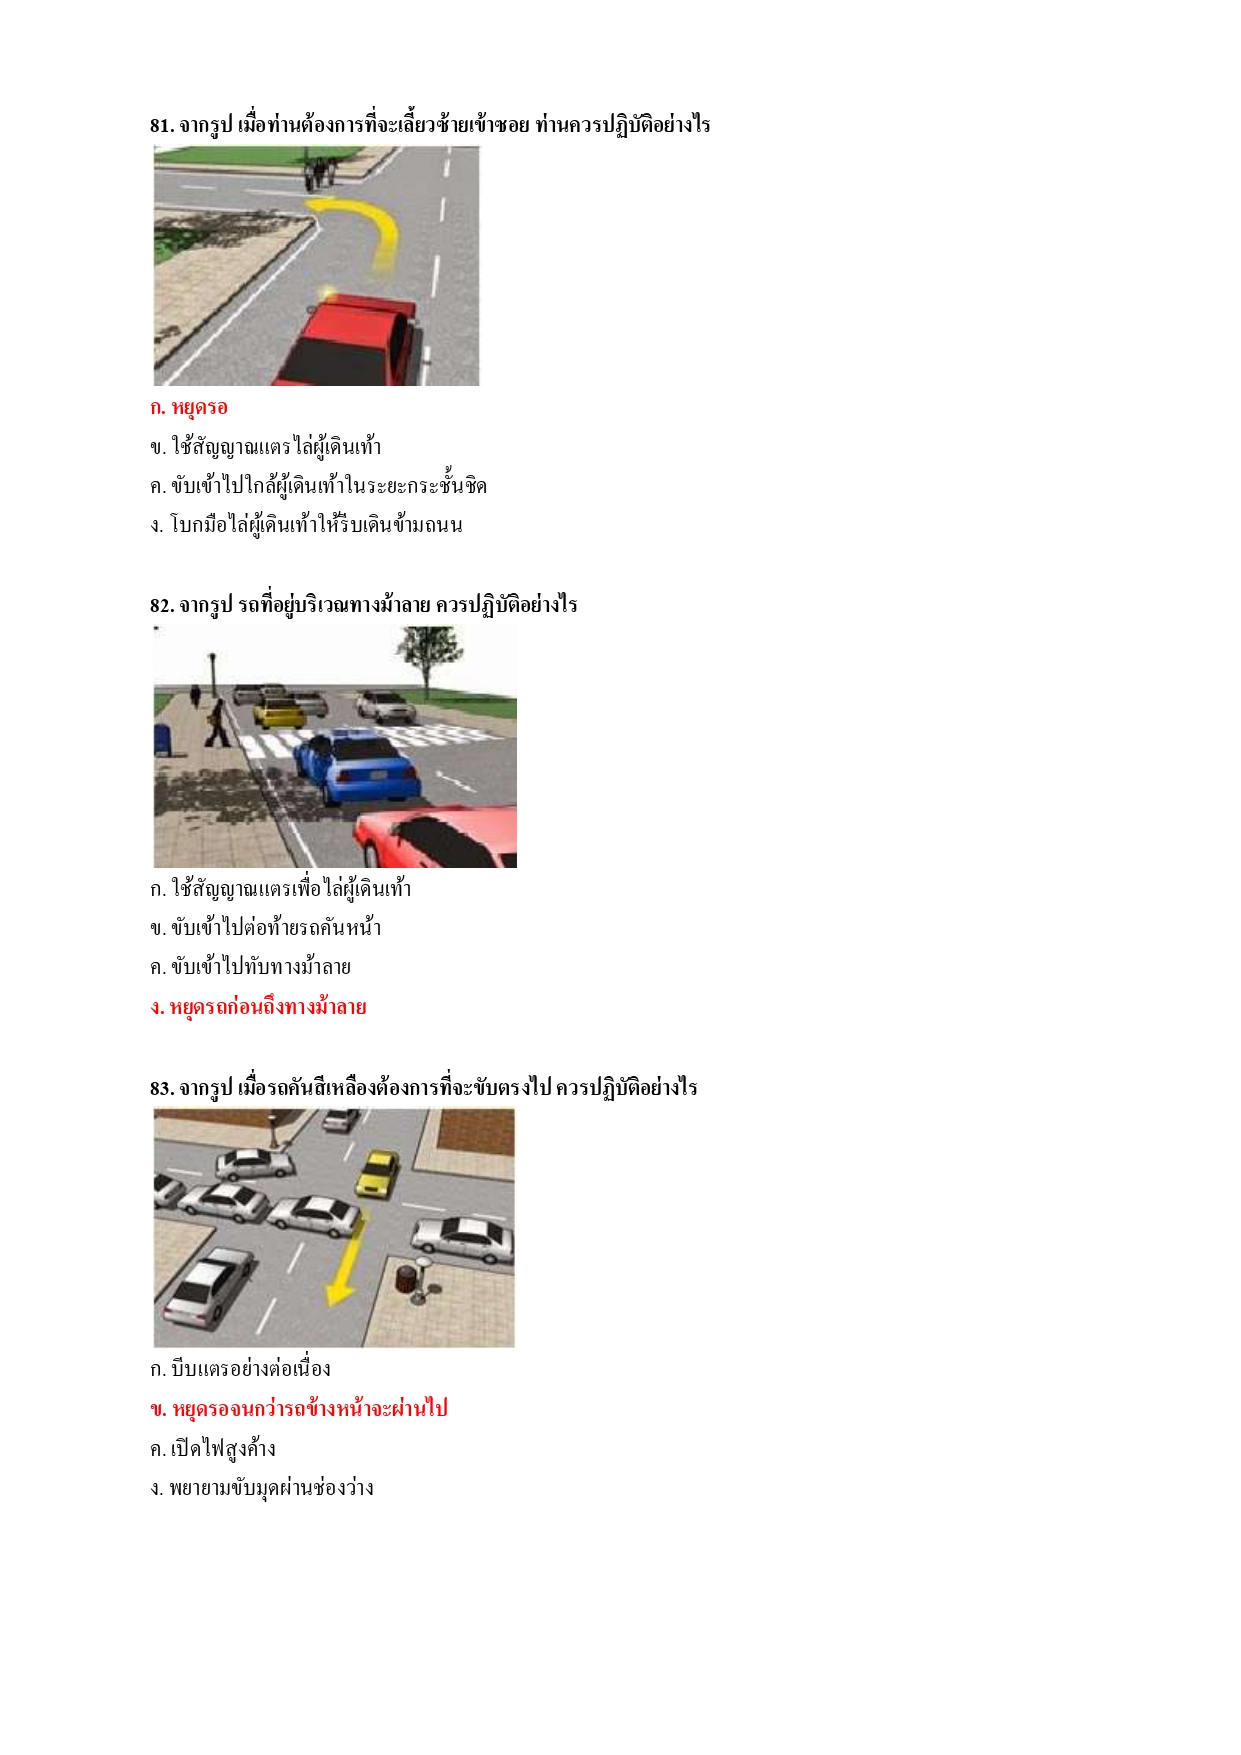 81. จากรูป เมื่อท่านต้องการที่จะเลี้ยวซ้ายเข้าซอย ท่านควรปฏิบัติอย่างไร
ก. หยุดรอ
ข. ใช้สัญญาณแตรไล่ผู้เดินเท้า
ค. ขับเข้าไปใกล้ผู้เดินเท้าในระยะกระชั้นชิด
ง. โบกมือไล่ผู้เดินเท้าให้รีบเดินข้ามถนน
82. จากรูป รถที่อยู่บริเวณทางม้าลาย ควรปฏิบัติอย่างไร
ก. ใช้สัญญาณแตรเพื่อไล่ผู้เดินเท้า
ข. ขับเข้าไปต่อท้ายรถคันหน้า
ค. ขับเข้าไปทับทางม้าลาย
ง. หยุดรถก่อนถึงทางม้าลาย
83. จากรูป เมื่อรถคันสีเหลืองต้องการที่จะขับตรงไป ควรปฏิบัติอย่างไร
ก. บีบแตรอย่างต่อเนื่อง
ข. หยุดรอจนกว่ารถข้างหน้าจะผ่านไป
ค. เปิดไฟสูงค้าง
ง. พยายามขับมุดผ่านช่องว่าง